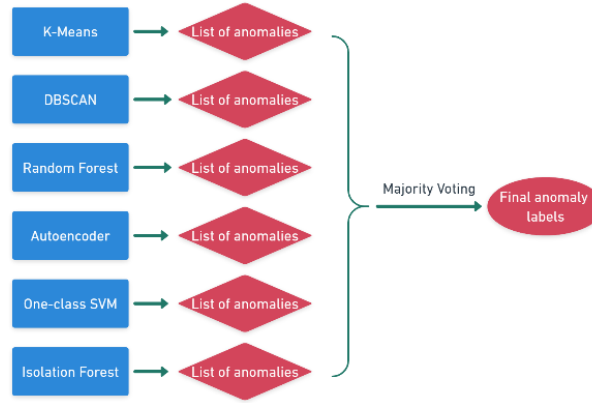 K-Means
List of anomalies
DBSCAN
List of anomalies
Random Forest
List of anomalies
Autoencoder
List of anomalies
One-class SVM
List of anomalies
Isolation Forest
List of anomalies
Majority Voting
Final anomaly
labels